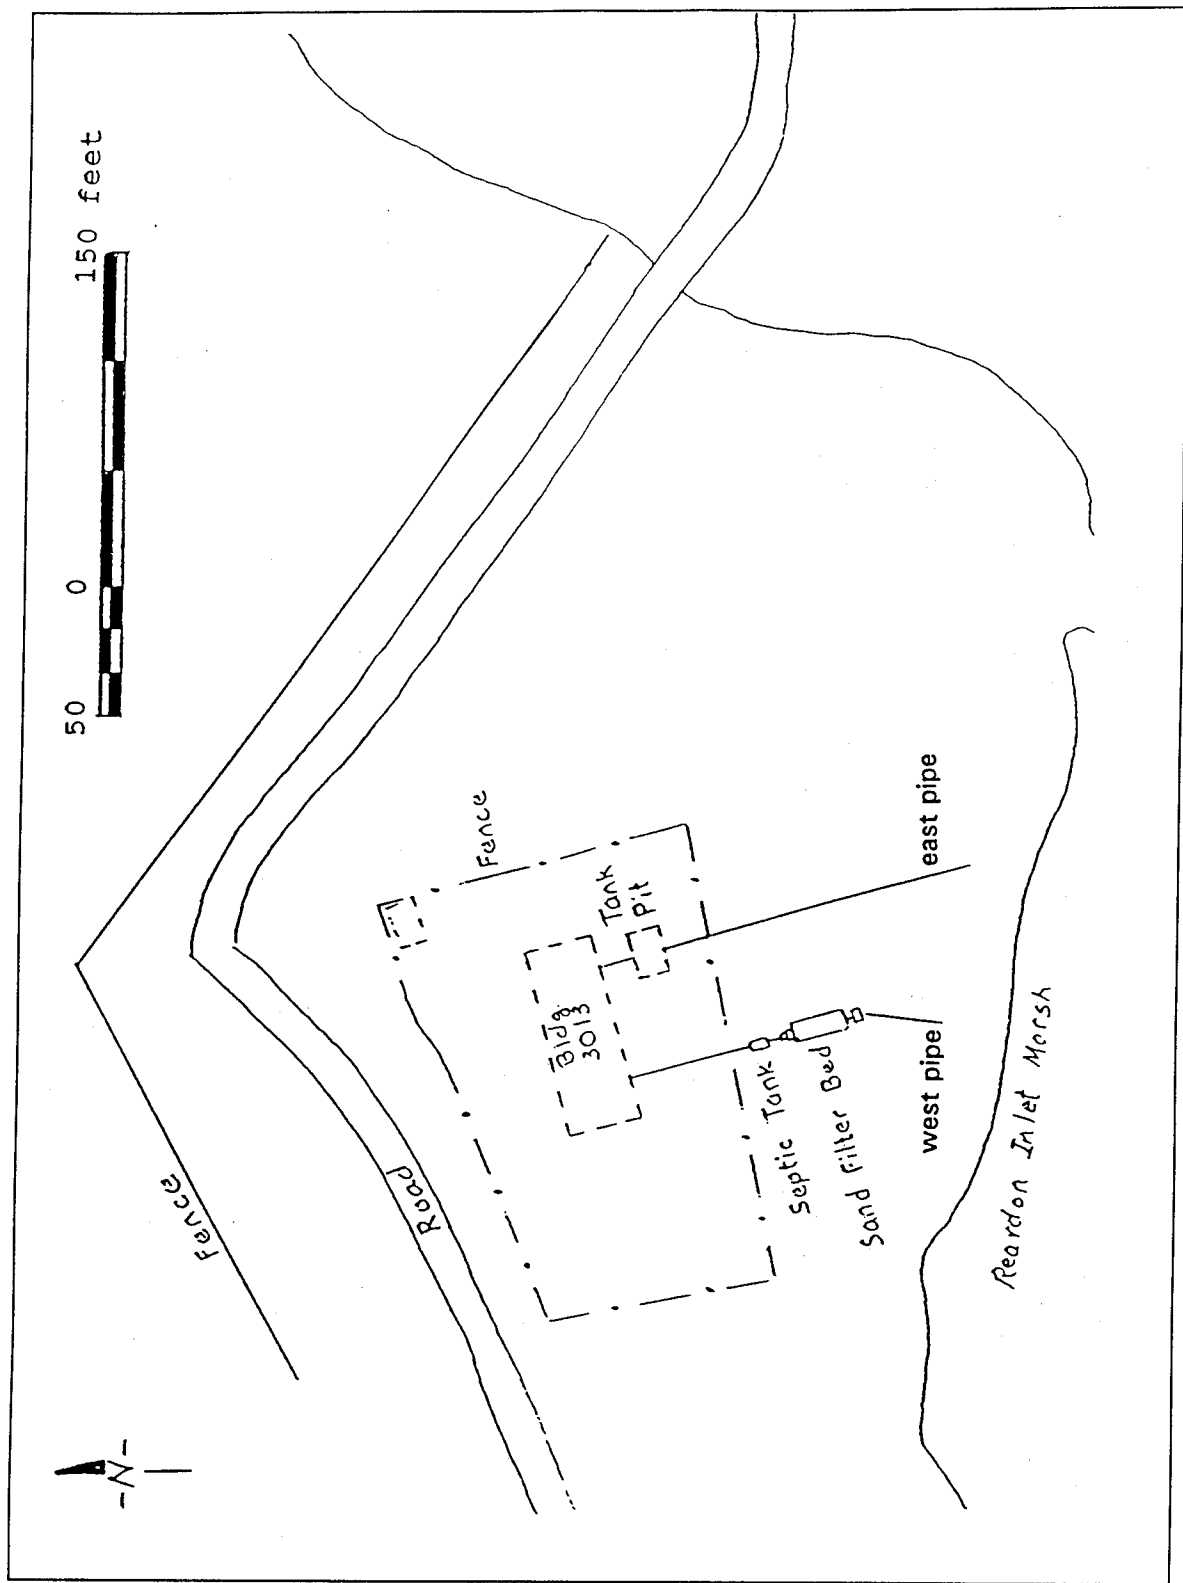 -N-
50 0 150 feet
Fence
Road
Fence
Bldg.
3013
Tank
Pit
Septic Tank
Sand Filter Bed
west pipe
east pipe
Reardon Inlet Marsh